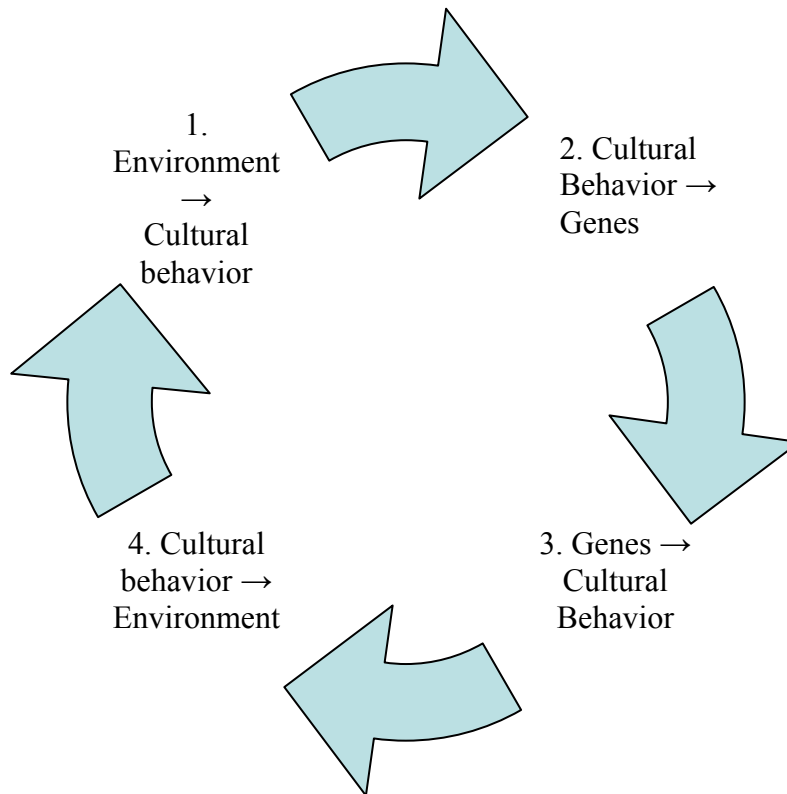 1.
Environment
→
Cultural
behavior
2. Cultural
Behavior →
Genes
3. Genes →
Cultural
Behavior
4. Cultural
behavior →
Environment